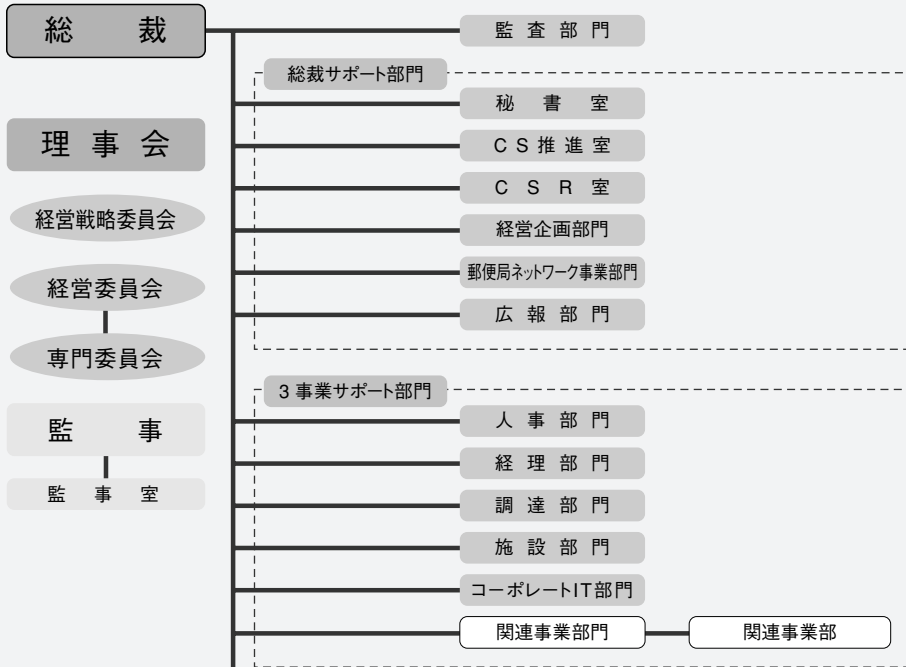 総裁
監査部門
総裁サポート部門
秘書室
CS推進室
CSR室
経営企画部門
郵便局ネットワーク事業部門
広報部門
理事会
経営戦略委員会
経営委員会
専門委員会
監事
監事室
3事業サポート部門
人事部門
経理部門
調達部門
施設部門
コーポレートIT部門
関連事業部門
関連事業部